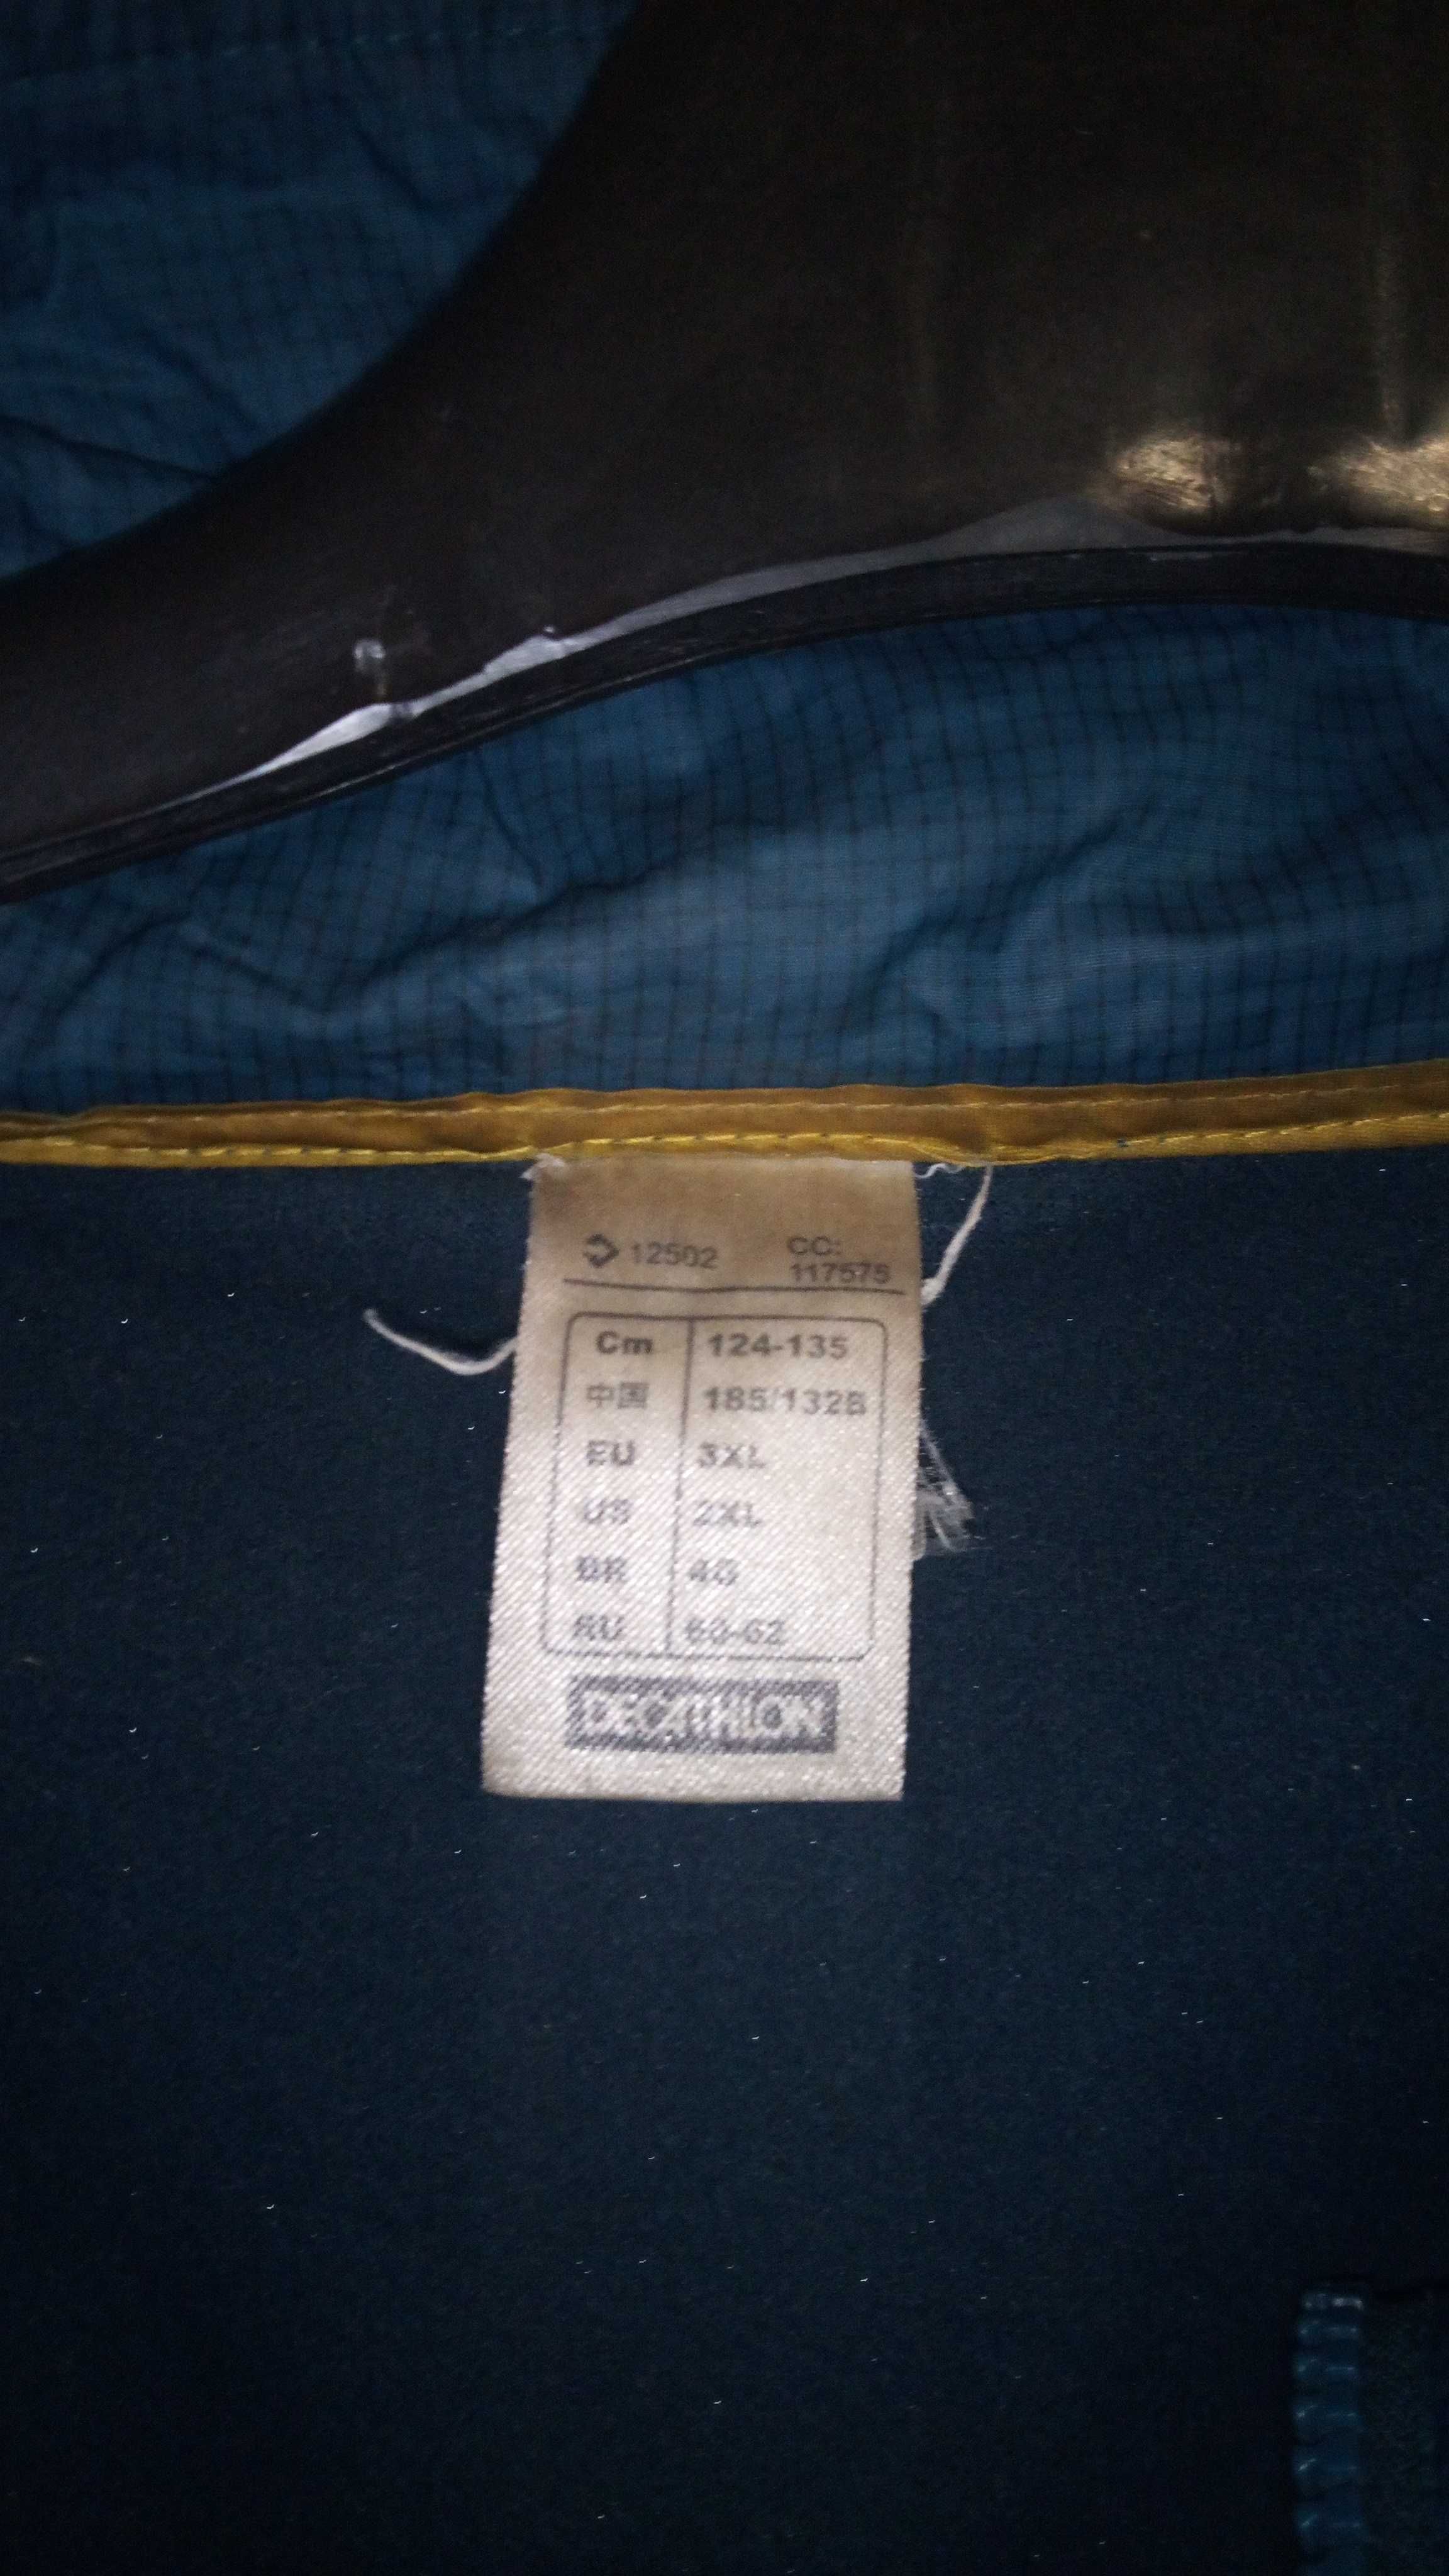 12502 CC:
117575
Cm 124-135
中国 185/132B
EU 3XL
US 2XL
BR 4G
RU 60-62
DECATHLON